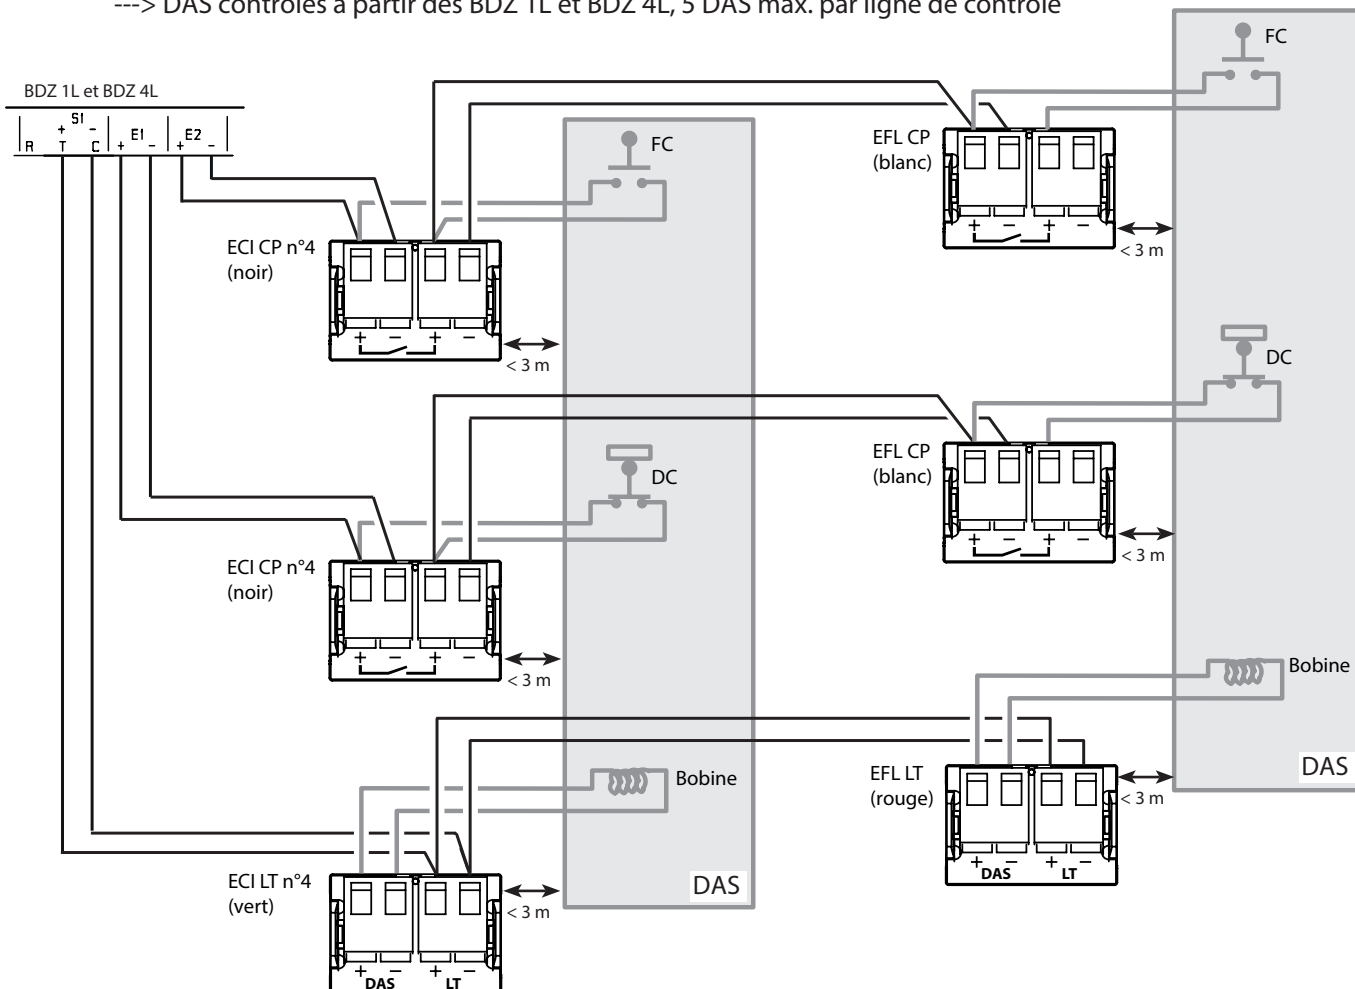 ---> DAS contrôlés à partir des BDZ 1L et BDZ 4L, 5 DAS max. par ligne de contrôle
FC
BDZ 1L et BDZ 4L
R + S1 - T C + E1 - + E2 -
FC
EFL CP
(blanc)
+ - + -
< 3 m
ECI CP n°4
(noir)
+ - + -
< 3 m
DC
EFL CP
(blanc)
+ - + -
< 3 m
DC
ECI CP n°4
(noir)
+ - + -
< 3 m
Bobine
DAS
EFL LT
(rouge)
+ - + -
DAS LT
< 3 m
Bobine
DAS
ECI LT n°4
(vert)
+ - + -
DAS LT
< 3 m